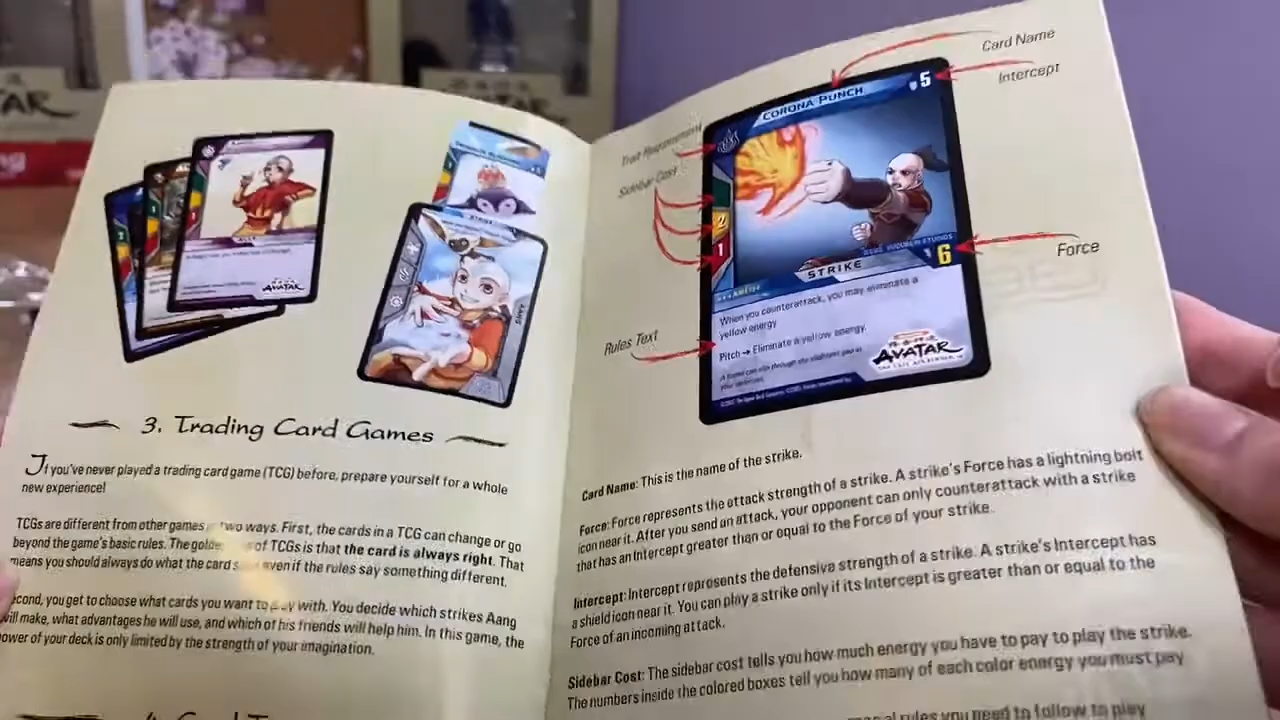 3. Trading Card Games
If you've never played a trading card game (TCG) before, prepare yourself for a whole
new experience!
TCGs are different from other games two ways. First, the cards in a TCG can change or go
beyond the game's basic rules. The of TCGs is that the card is always right. That
means you should always do what the card even if the rules say something different.
you get to choose what cards you want to with. You decide which strikes Aang
will make, what advantages he will use, and which of his friends will help him. In this game, the
power of your deck is only limited by the strength of your imagination.
Card Name
Intercept
Trait Requirement
Sidebar Cost
Force
Rules Text
CORONA PUNCH
5
2
1
STRIKE
6
When you counterattack, you may eliminate a
yellow energy
Pitch → Eliminate a yellow energy.
AVATAR
Card Name: This is the name of the strike.
Force: Force represents the attack strength of a strike. A strike's Force has a lightning bolt
icon near it. After you send an attack, your opponent can only counterattack with a strike
that has an Intercept greater than or equal to the Force of your strike.
Intercept: Intercept represents the defensive strength of a strike. A strike's Intercept has
a shield icon near it. You can play a strike only if its Intercept is greater than or equal to the
Force of an incoming attack.
Sidebar Cost: The sidebar cost tells you how much energy you have to pay to play the strike.
The numbers inside the colored boxes tell you how many of each color energy you must pay
rules you need to follow to play